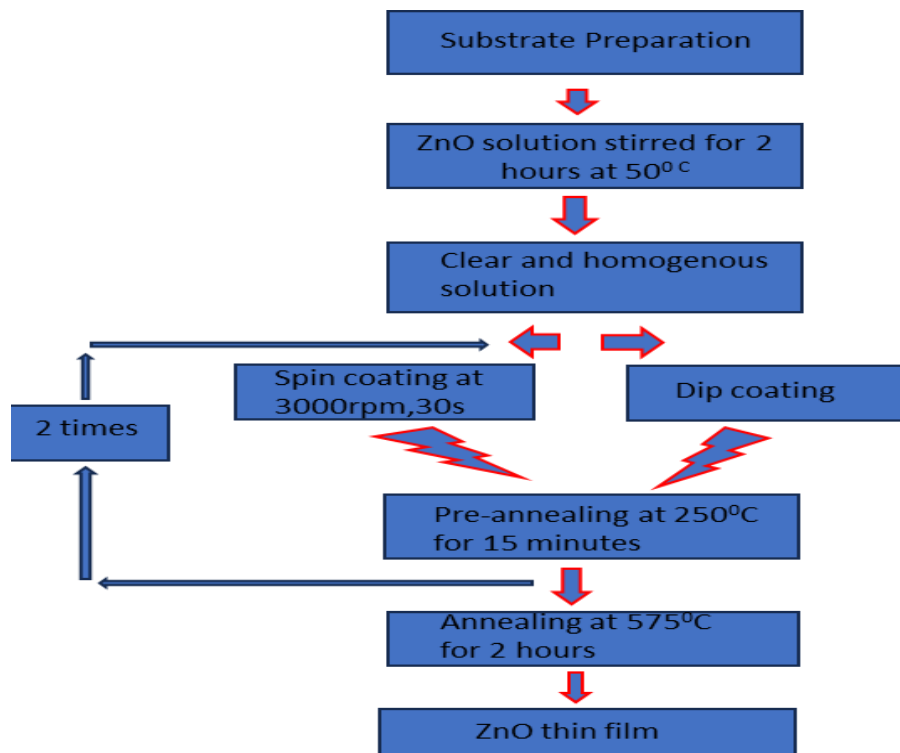 Substrate Preparation
ZnO solution stirred for 2
hours at 50⁰ ᶜ
Clear and homogenous
solution
Spin coating at
3000rpm,30s
Dip coating
2 times
Pre-annealing at 250⁰C
for 15 minutes
Annealing at 575⁰C
for 2 hours
ZnO thin film